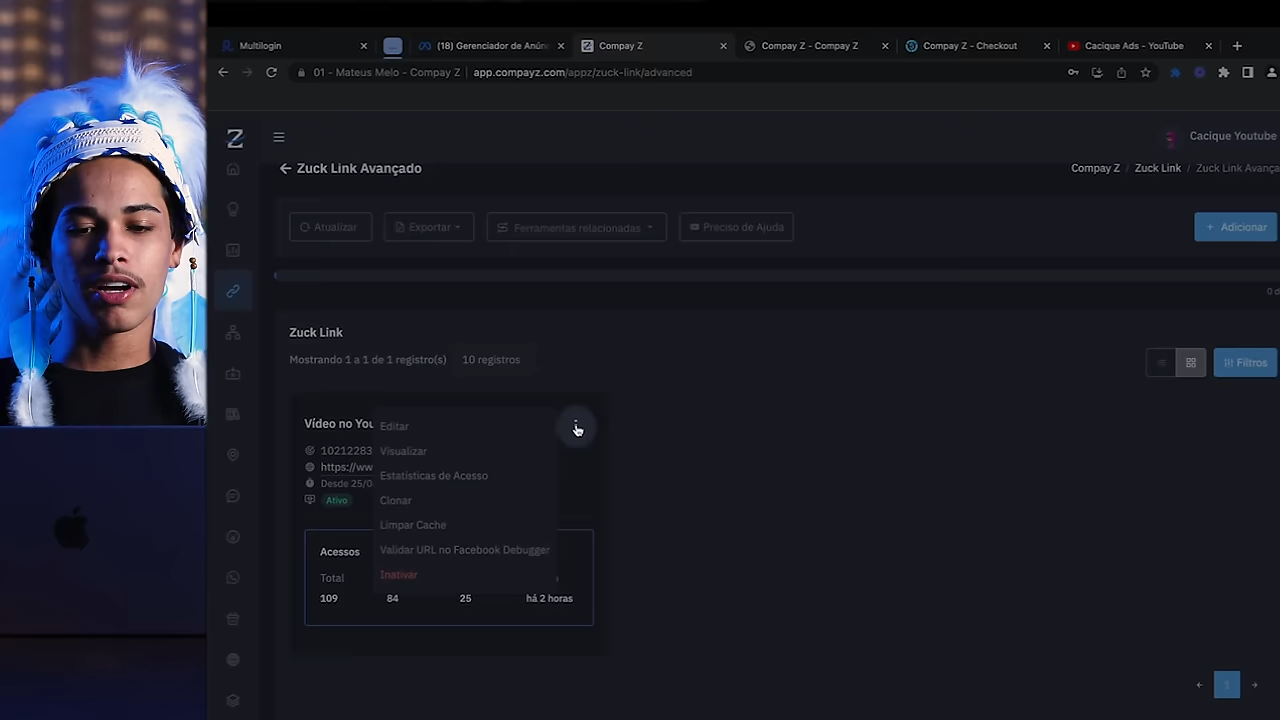 Multilogin
(18) Gerenciador de Anún
Compay Z
Compay Z - Compay Z
Compay Z - Checkout
Cacique Ads - YouTube
01 - Mateus Melo - Compay Z
app.compayz.com/appz/zuck-link/advanced
Cacique Youtube
Zuck Link Avançado
Compay Z / Zuck Link / Zuck Link Avança
Atualizar
Exportar
Ferramentas relacionadas
Preciso de Ajuda
+ Adicionar
0 d
Zuck Link
Mostrando 1 a 1 de 1 registro(s)
10 registros
Filtros
Vídeo no You
Editar
10212283
Visualizar
https://ww
Desde 25/0
Estatísticas de Acesso
Ativo
Clonar
Limpar Cache
Acessos
Validar URL no Facebook Debugger
Total
Inativar
109
84
25
há 2 horas
1